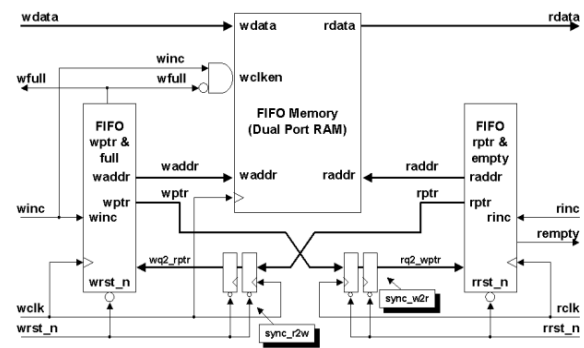 wdata
wdata
rdata
rdata
winc
wclken
wfull
wfull
FIFO Memory
(Dual Port RAM)
FIFO
wptr &
full
FIFO
rptr &
empty
waddr
waddr
waddr
raddr
raddr
raddr
wptr
wptr
rptr
rptr
winc
winc
rinc
rinc
rempty
wq2_rptr
rq2_wptr
wrst_n
rrst_n
sync_w2r
wclk
rclk
wrst_n
sync_r2w
rrst_n